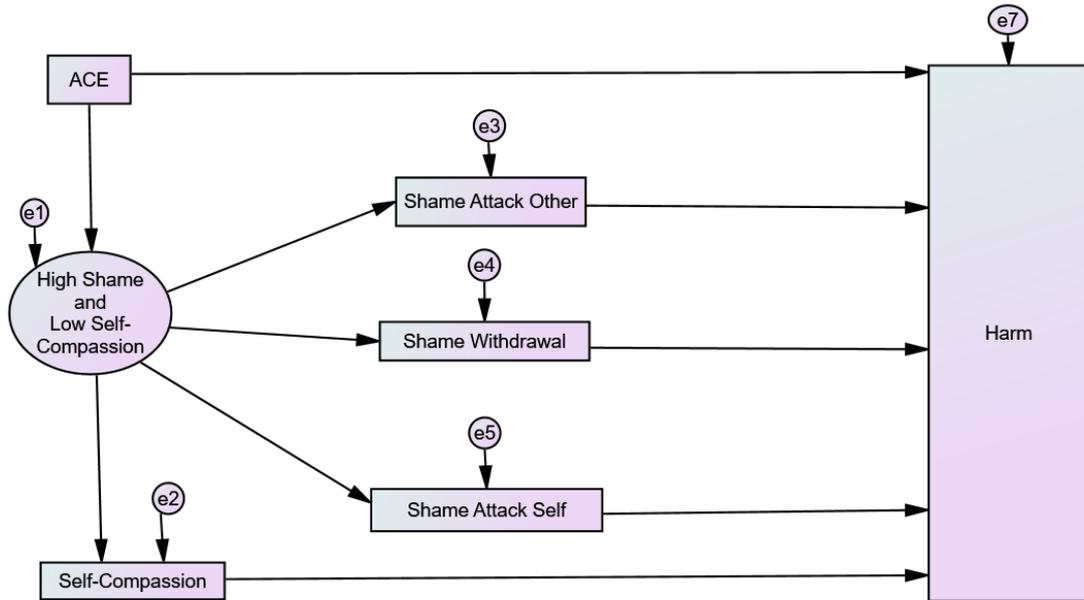 e7
ACE
e3
Shame Attack Other
e1
e4
High Shame
and
Low Self-
Compassion
Shame Withdrawal
Harm
e5
Shame Attack Self
e2
Self-Compassion